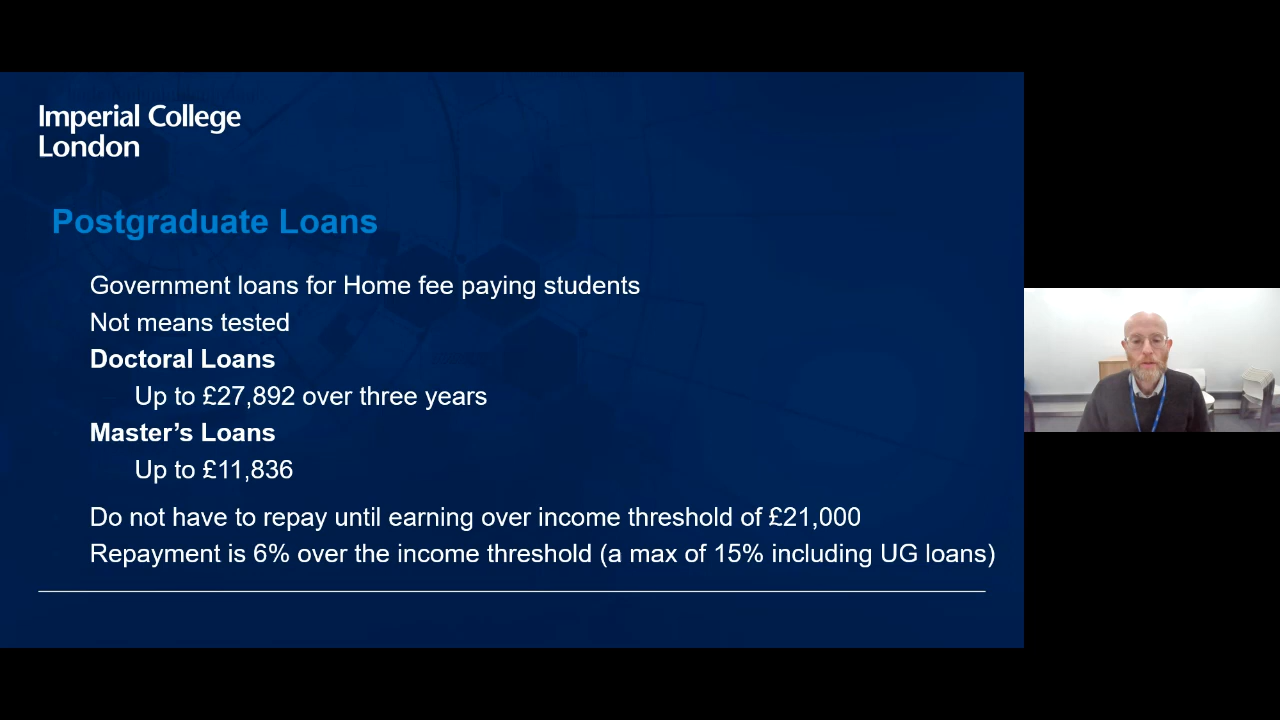 Imperial College
London
Postgraduate Loans
Government loans for Home fee paying students
Not means tested
Doctoral Loans
Up to £27,892 over three years
Master’s Loans
Up to £11,836
Do not have to repay until earning over income threshold of £21,000
Repayment is 6% over the income threshold (a max of 15% including UG loans)